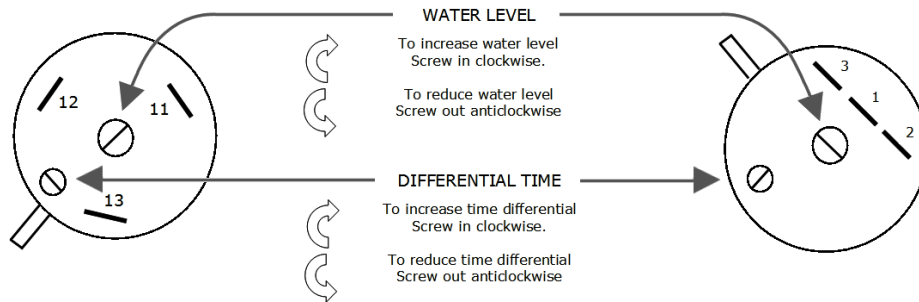 WATER LEVEL
To increase water level
Screw in clockwise.
To reduce water level
Screw out anticlockwise
DIFFERENTIAL TIME
To increase time differential
Screw in clockwise.
To reduce time differential
Screw out anticlockwise
12
11
13
3
1
2